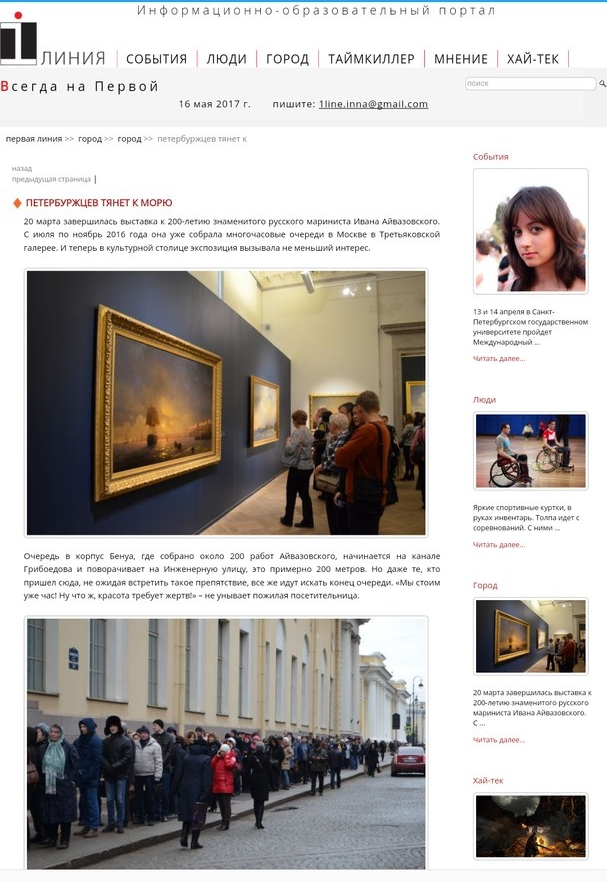 Информационно-образовательный портал
1 ЛИНИЯ
СОБЫТИЯ
ЛЮДИ
ГОРОД
ТАЙМКИЛЛЕР
МНЕНИЕ
ХАЙ-ТЕК
Всегда на Первой
поиск
16 мая 2017 г. пишите: 1line.inna@gmail.com
первая линия >> город >> город >> петербуржцев тянет к
назад
предыдущая страница |
ПЕТЕРБУРЖЦЕВ ТЯНЕТ К МОРЮ
20 марта завершилась выставка к 200-летию знаменитого русского мариниста Ивана Айвазовского.
С июля по ноябрь 2016 года она уже собрала многочасовые очереди в Москве в Третьяковской
галерее. И теперь в культурной столице экспозиция вызывала не меньший интерес.
Очередь в корпус Бенуа, где собрано около 200 работ Айвазовского, начинается на канале
Грибоедова и поворачивает на Инженерную улицу, это примерно 200 метров. Но даже те, кто
пришел сюда, не ожидая встретить такое препятствие, все же идут искать конец очереди. «Мы стоим
уже час! Ну что ж, красота требует жертв!» – не унывает пожилая посетительница.
События
13 и 14 апреля в Санкт-
Петербургском государственном
университете пройдет
Международный ...
Читать далее...
Люди
Яркие спортивные куртки, в
руках инвентарь. Толпа идет с
соревнований. С ними ...
Читать далее...
Город
20 марта завершилась выставка к
200-летию знаменитого русского
мариниста Ивана Айвазовского.
С ...
Читать далее...
Хай-тек